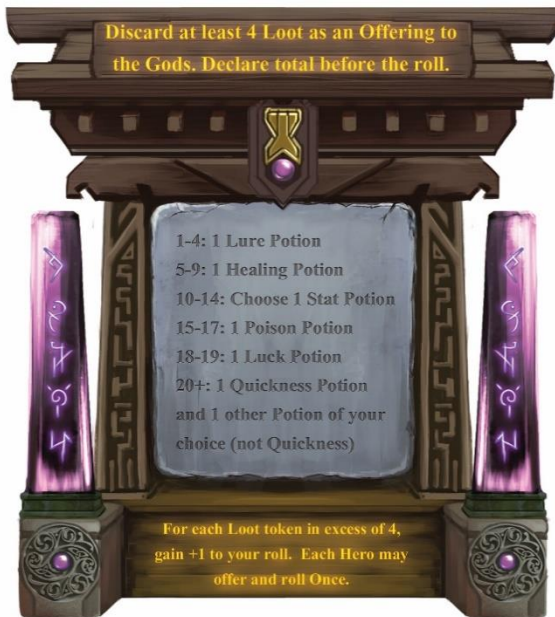 Discard at least 4 Loot as an Offering to
the Gods. Declare total before the roll.
1-4: 1 Lure Potion
5-9: 1 Healing Potion
10-14: Choose 1 Stat Potion
15-17: 1 Poison Potion
18-19: 1 Luck Potion
20+: 1 Quickness Potion
and 1 other Potion of your
choice (not Quickness)
For each Loot token in excess of 4,
gain +1 to your roll. Each Hero may
offer and roll Once.